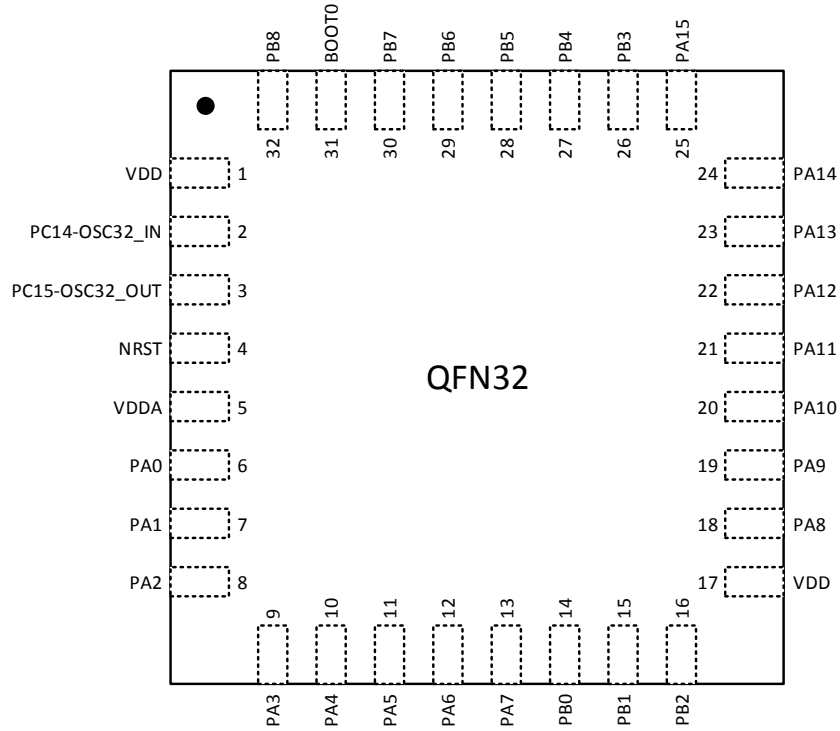 PB8 BOOT0 PB7 PB6 PB5 PB4 PB3 PA15
32 31 30 29 28 27 26 25
VDD 1 24 PA14
PC14-OSC32_IN 2 23 PA13
PC15-OSC32_OUT 3 22 PA12
NRST 4 21 PA11
QFN32
VDDA 5 20 PA10
PA0 6 19 PA9
PA1 7 18 PA8
PA2 8 17 VDD
9 10 11 12 13 14 15 16
PA3 PA4 PA5 PA6 PA7 PB0 PB1 PB2